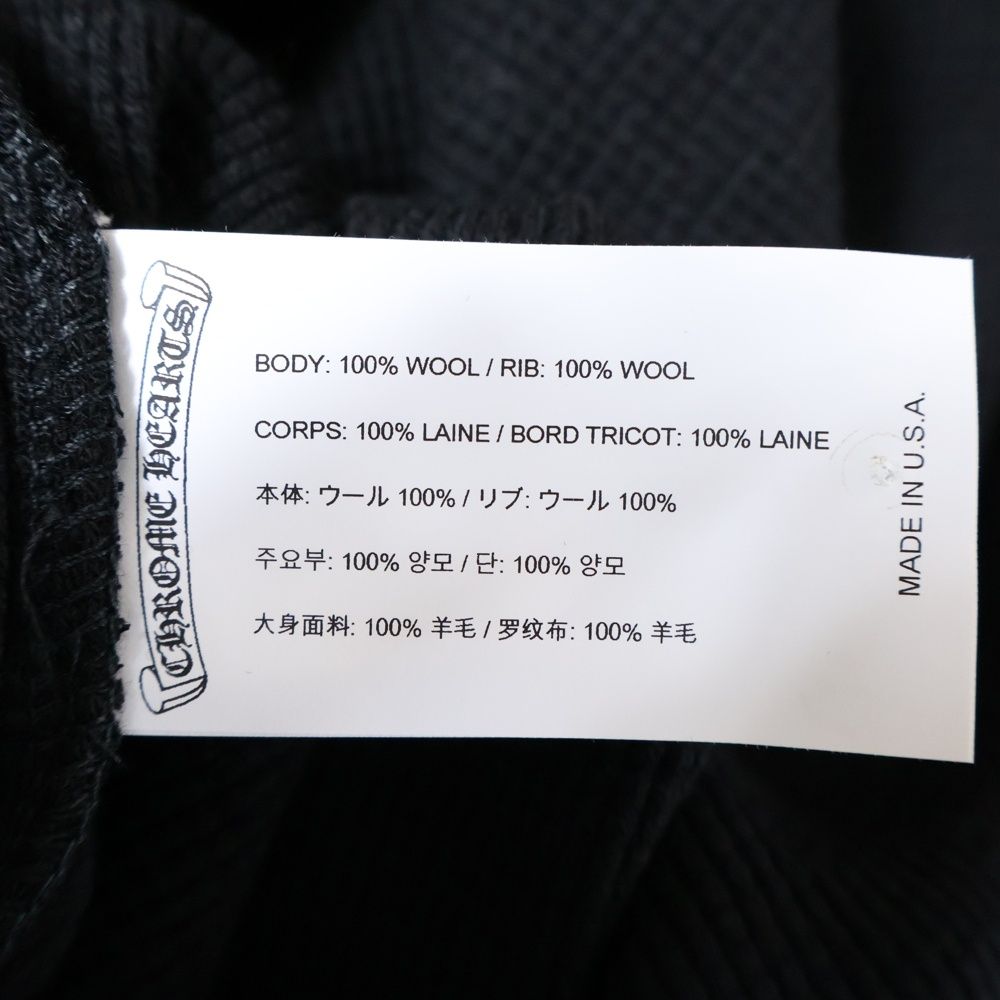 CHROME HEARTS
BODY: 100% WOOL / RIB: 100% WOOL
CORPS: 100% LAINE / BORD TRICOT: 100% LAINE
本体: ウール 100% / リブ: ウール 100%
주요부: 100% 양모 / 단: 100% 양모
大身面料: 100% 羊毛 / 罗纹布: 100% 羊毛
MADE IN U.S.A.